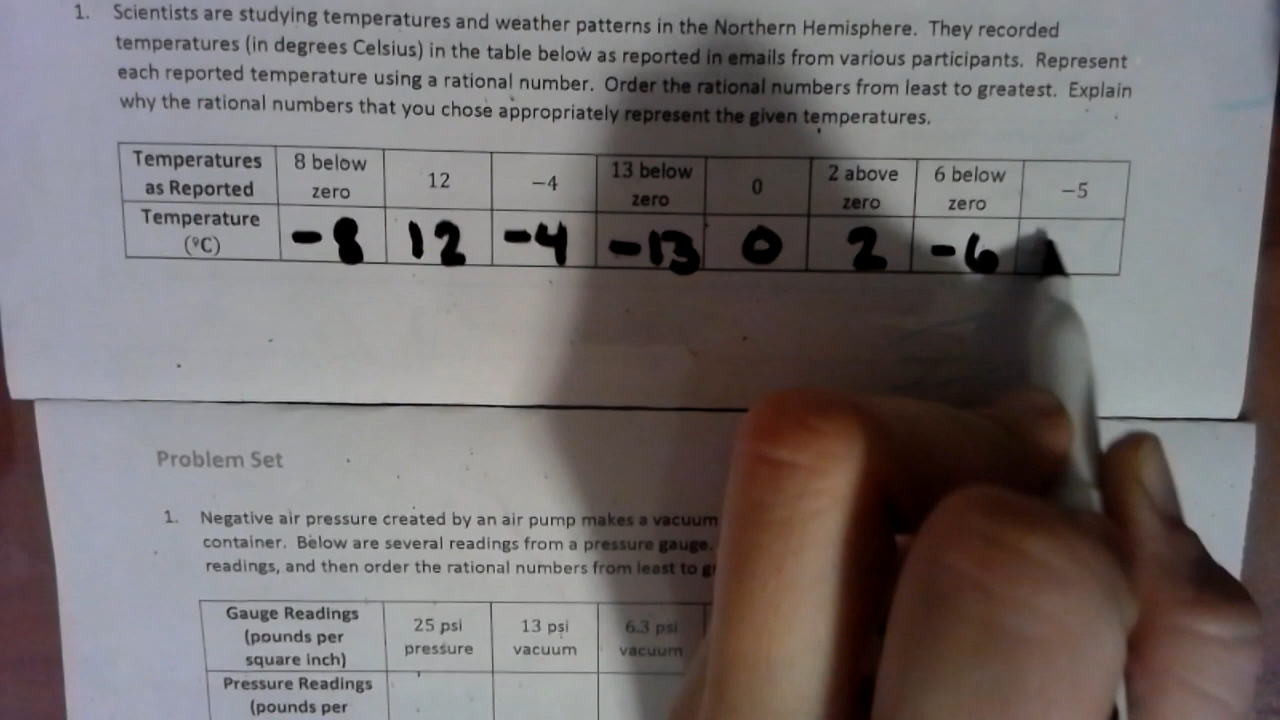 1. Scientists are studying temperatures and weather patterns in the Northern Hemisphere. They recorded
temperatures (in degrees Celsius) in the table below as reported in emails from various participants. Represent
each reported temperature using a rational number. Order the rational numbers from least to greatest. Explain
why the rational numbers that you chose appropriately represent the given temperatures.
Temperatures as Reported 8 below zero 12 −4 13 below zero 0 2 above zero 6 below zero −5
Temperature (°C) -8 12 -4 -13 0 2 -6
Problem Set
1. Negative air pressure created by an air pump makes a vacuum
container. Below are several readings from a pressure gauge.
readings, and then order the rational numbers from least to
Gauge Readings (pounds per square inch) 25 psi pressure 13 psi vacuum 6.3 psi vacuum
Pressure Readings (pounds per